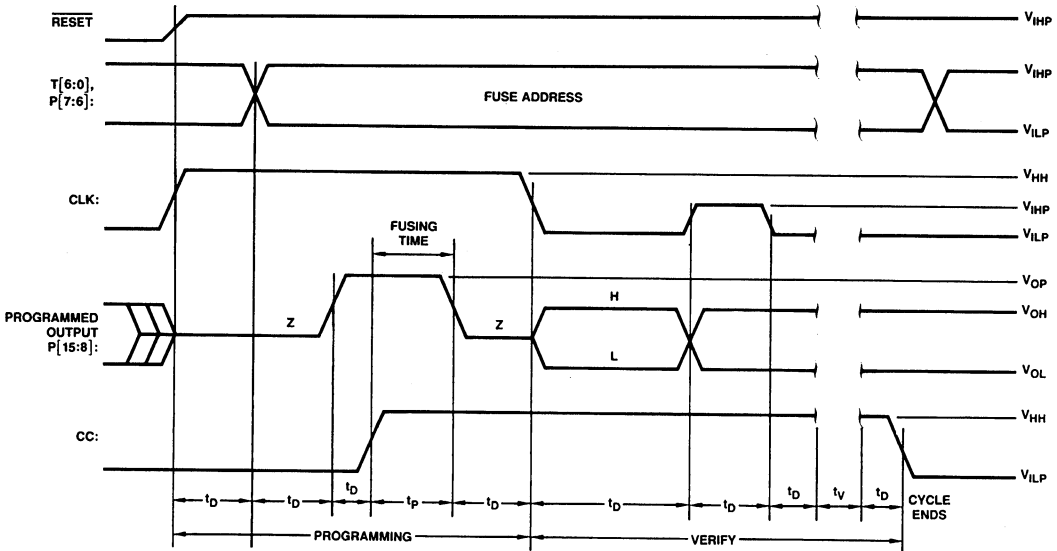 RESET
V_IHP
T[6:0],
P[7:6]:
FUSE ADDRESS
V_IHP
V_ILP
CLK:
V_HH
V_IHP
V_ILP
FUSING
TIME
V_OP
PROGRAMMED
OUTPUT
P[15:8]:
Z
Z
H
L
V_OH
V_OL
CC:
V_HH
V_ILP
t_D
t_D
t_D
t_P
t_D
t_D
t_D
t_D
t_V
t_D
CYCLE
ENDS
PROGRAMMING
VERIFY